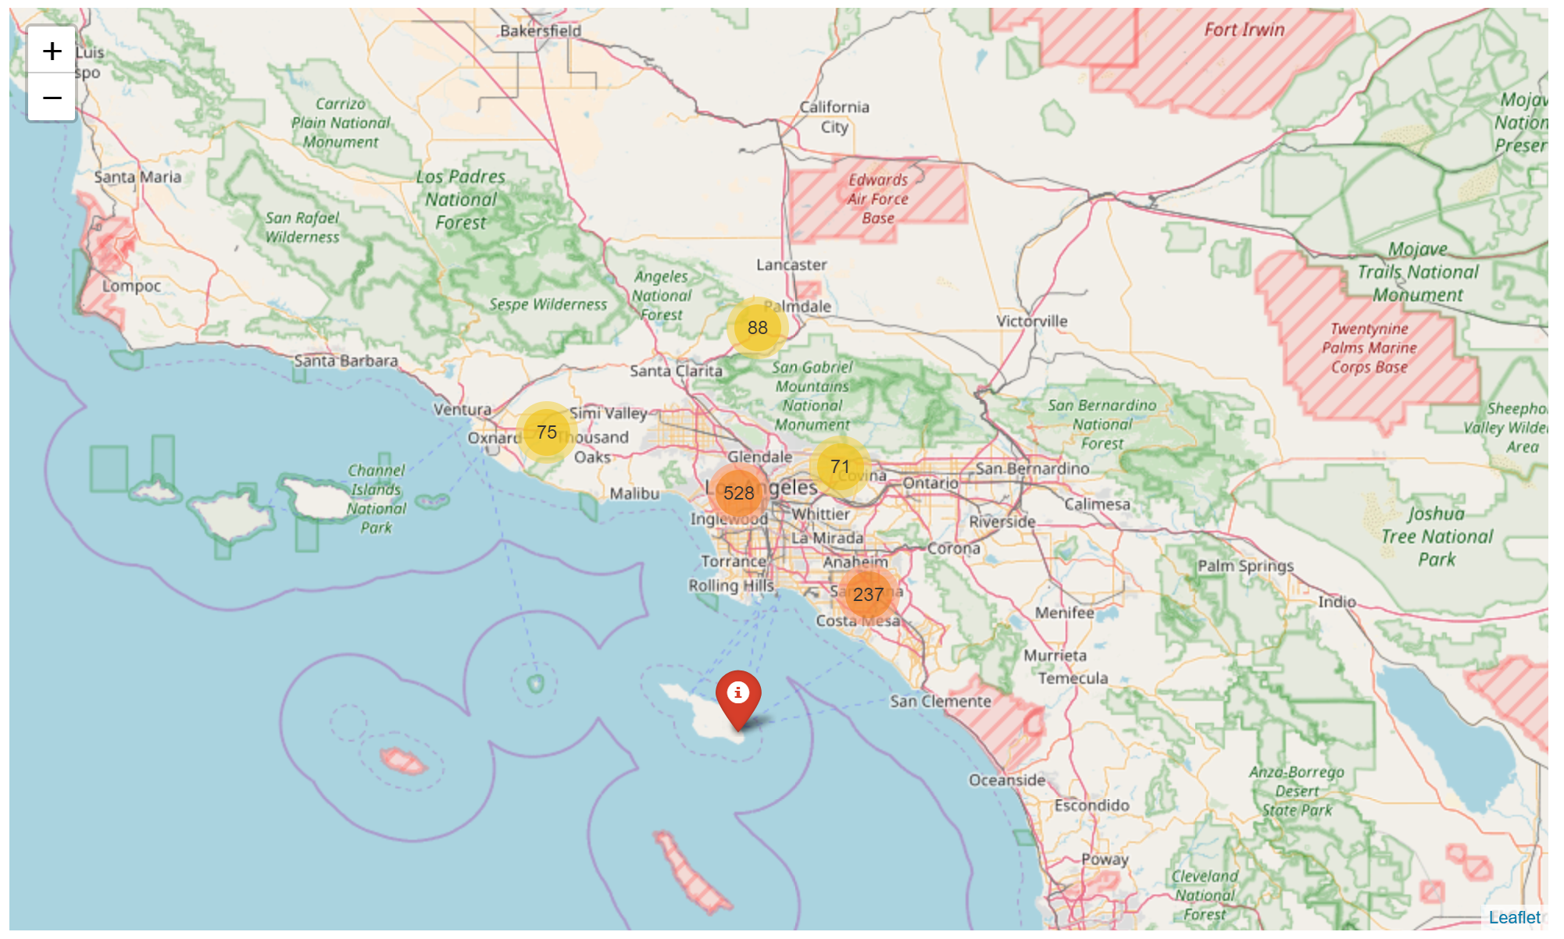 Bakersfield
Fort Irwin
+
Luis
spo
−
California
City
Carrizo
Plain National
Monument
Mojav
Nation
Preser
Santa Maria
Los Padres
National
Forest
Edwards
Air Force
Base
San Rafael
Wilderness
Lancaster
Mojave
Trails National
Monument
Lompoc
Angeles
National
Forest
Sespe Wilderness
Palmdale
88
Victorville
Twentynine
Palms Marine
Corps Base
Santa Barbara
Santa Clarita
San Gabriel
Mountains
National
Monument
Ventura
Simi Valley
San Bernardino
National
Forest
Sheepho
Valley Wilde
Area
Oxnard
75
Thousand
Oaks
Glendale
71
Covina
San Bernardino
Channel
Islands
National
Park
Malibu
528
Los Angeles
Ontario
Calimesa
Inglewood
Whittier
Riverside
Joshua
Tree National
Park
La Mirada
Corona
Torrance
Anaheim
Palm Springs
Rolling Hills
237
Santa Ana
Indio
Costa Mesa
Menifee
Murrieta
Temecula
i
San Clemente
Oceanside
Anza-Borrego
Desert
State Park
Escondido
Poway
Cleveland
National
Forest
Leaflet